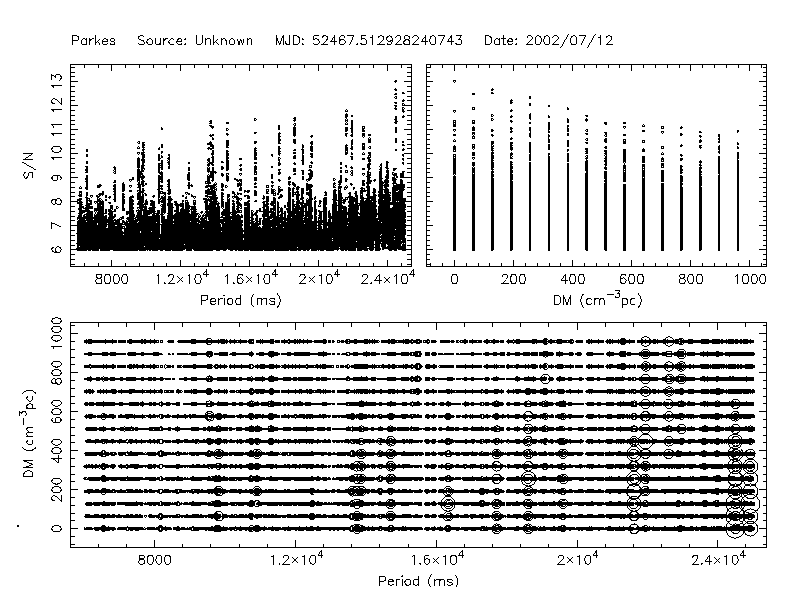 Parkes Source: Unknown MJD: 52467.512928240743 Date: 2002/07/12
S/N
6 7 8 9 10 11 12 13
8000 1.2×10⁴ 1.6×10⁴ 2×10⁴ 2.4×10⁴
Period (ms)
0 200 400 600 800 1000
DM (cm⁻³pc)
DM (cm⁻³pc)
0 200 400 600 800 1000
8000 1.2×10⁴ 1.6×10⁴ 2×10⁴ 2.4×10⁴
Period (ms)